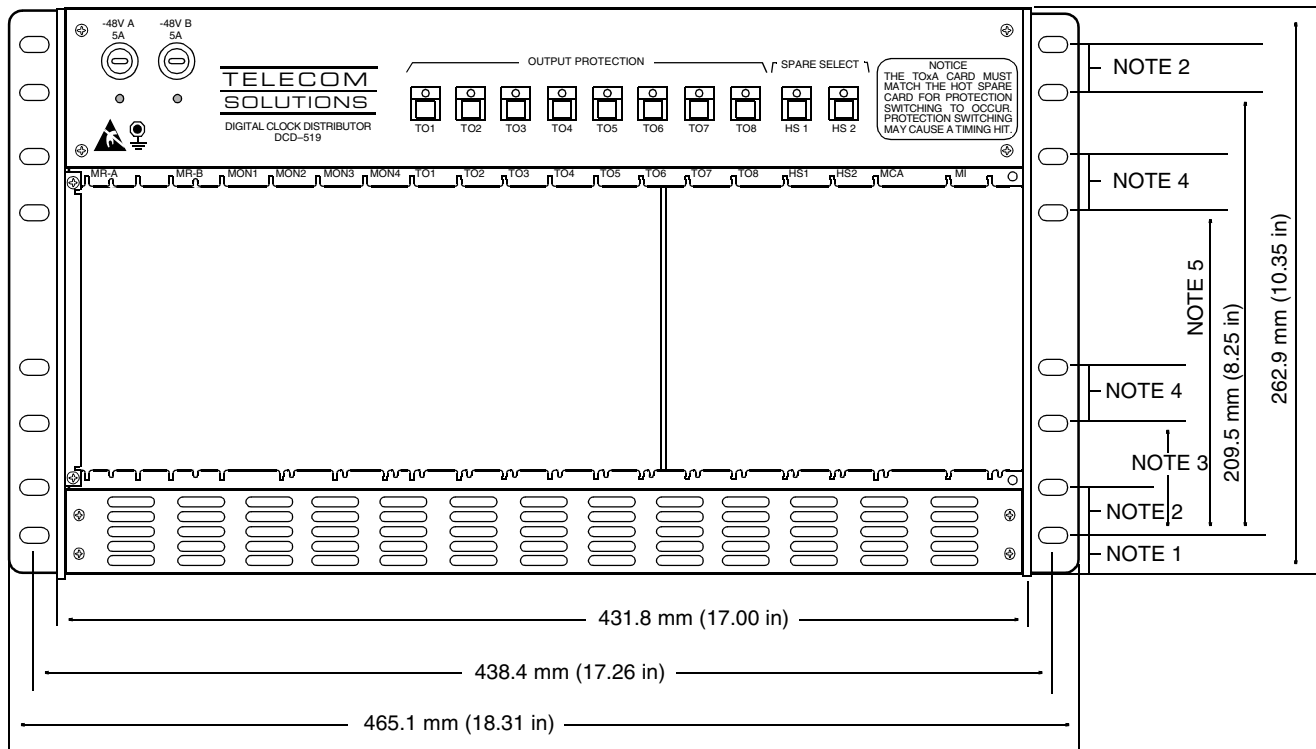 -48V A
5A
-48V B
5A
TELECOM
SOLUTIONS
DIGITAL CLOCK DISTRIBUTOR
DCD–519
OUTPUT PROTECTION
SPARE SELECT
TO1 TO2 TO3 TO4 TO5 TO6 TO7 TO8 HS 1 HS 2
NOTICE
THE TOxA CARD MUST
MATCH THE HOT SPARE
CARD FOR PROTECTION
SWITCHING TO OCCUR.
PROTECTION SWITCHING
MAY CAUSE A TIMING HIT.
MR-A MR-B MON1 MON2 MON3 MON4 TO1 TO2 TO3 TO4 TO5 TO6 TO7 TO8 HS1 HS2 MCA MI
NOTE 2
NOTE 4
NOTE 5
209.5 mm (8.25 in)
262.9 mm (10.35 in)
NOTE 4
NOTE 3
NOTE 2
NOTE 1
431.8 mm (17.00 in)
438.4 mm (17.26 in)
465.1 mm (18.31 in)